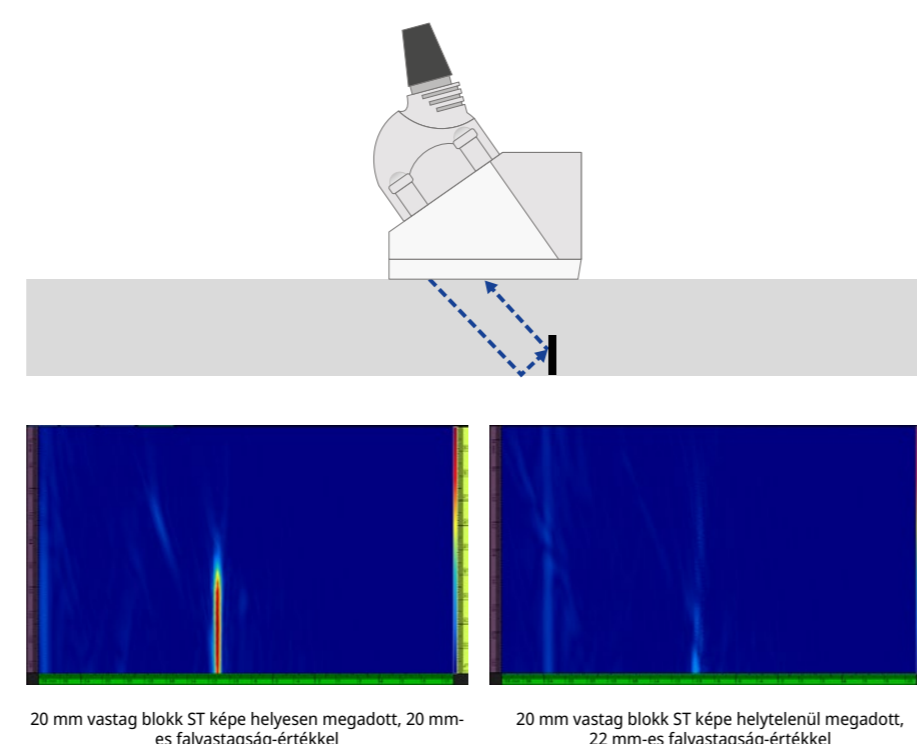 20 mm vastag blokk ST képe helyesen megadott, 20 mm-
es falvastagság-értékkel
20 mm vastag blokk ST képe helytelenül megadott,
22 mm-es falvastagság-értékkel